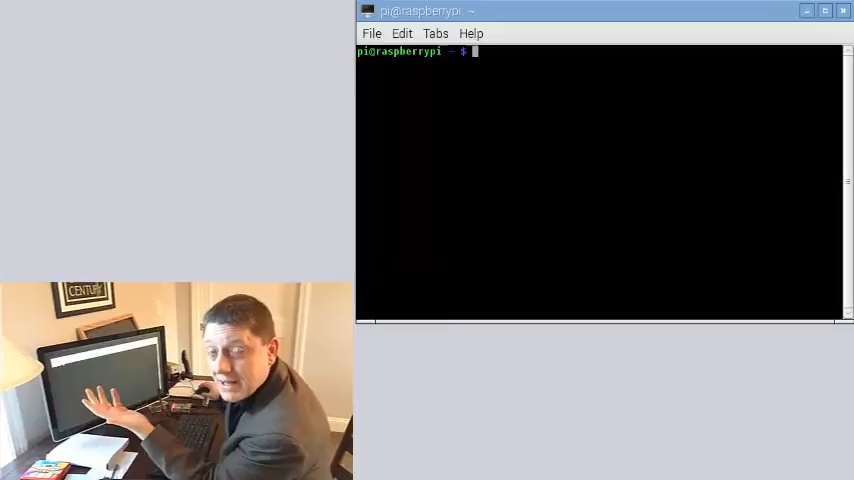 pi@raspberrypi: ~
File Edit Tabs Help
pi@raspberrypi ~ $
CENTURY